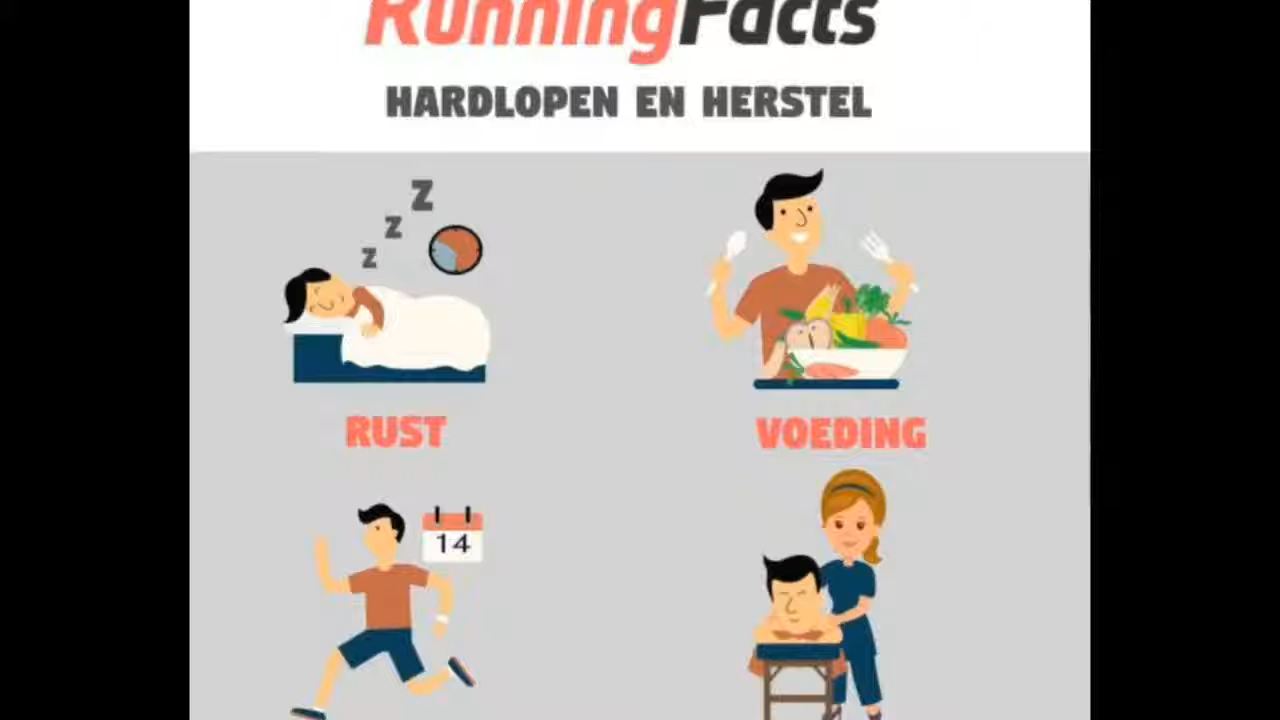 RunningFacts
HARDLOPEN EN HERSTEL
Z
Z
Z
RUST
VOEDING
14